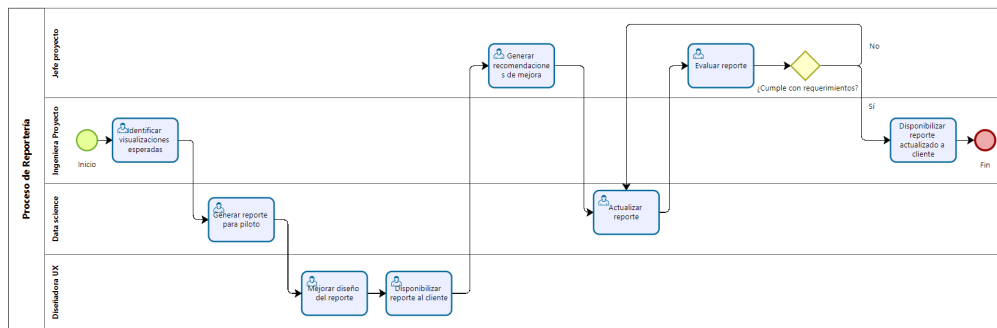 Proceso de Reportería
Jefe proyecto
Generar
recomendacione
s de mejora
Evaluar reporte
¿Cumple con requerimientos?
No
Sí
Ingeniera Proyecto
Inicio
Identificar
visualizaciones
esperadas
Disponibilizar
reporte
actualizado a
cliente
Fin
Data science
Generar reporte
para piloto
Actualizar
reporte
Diseñadora UX
Mejorar diseño
del reporte
Disponibilizar
reporte al cliente